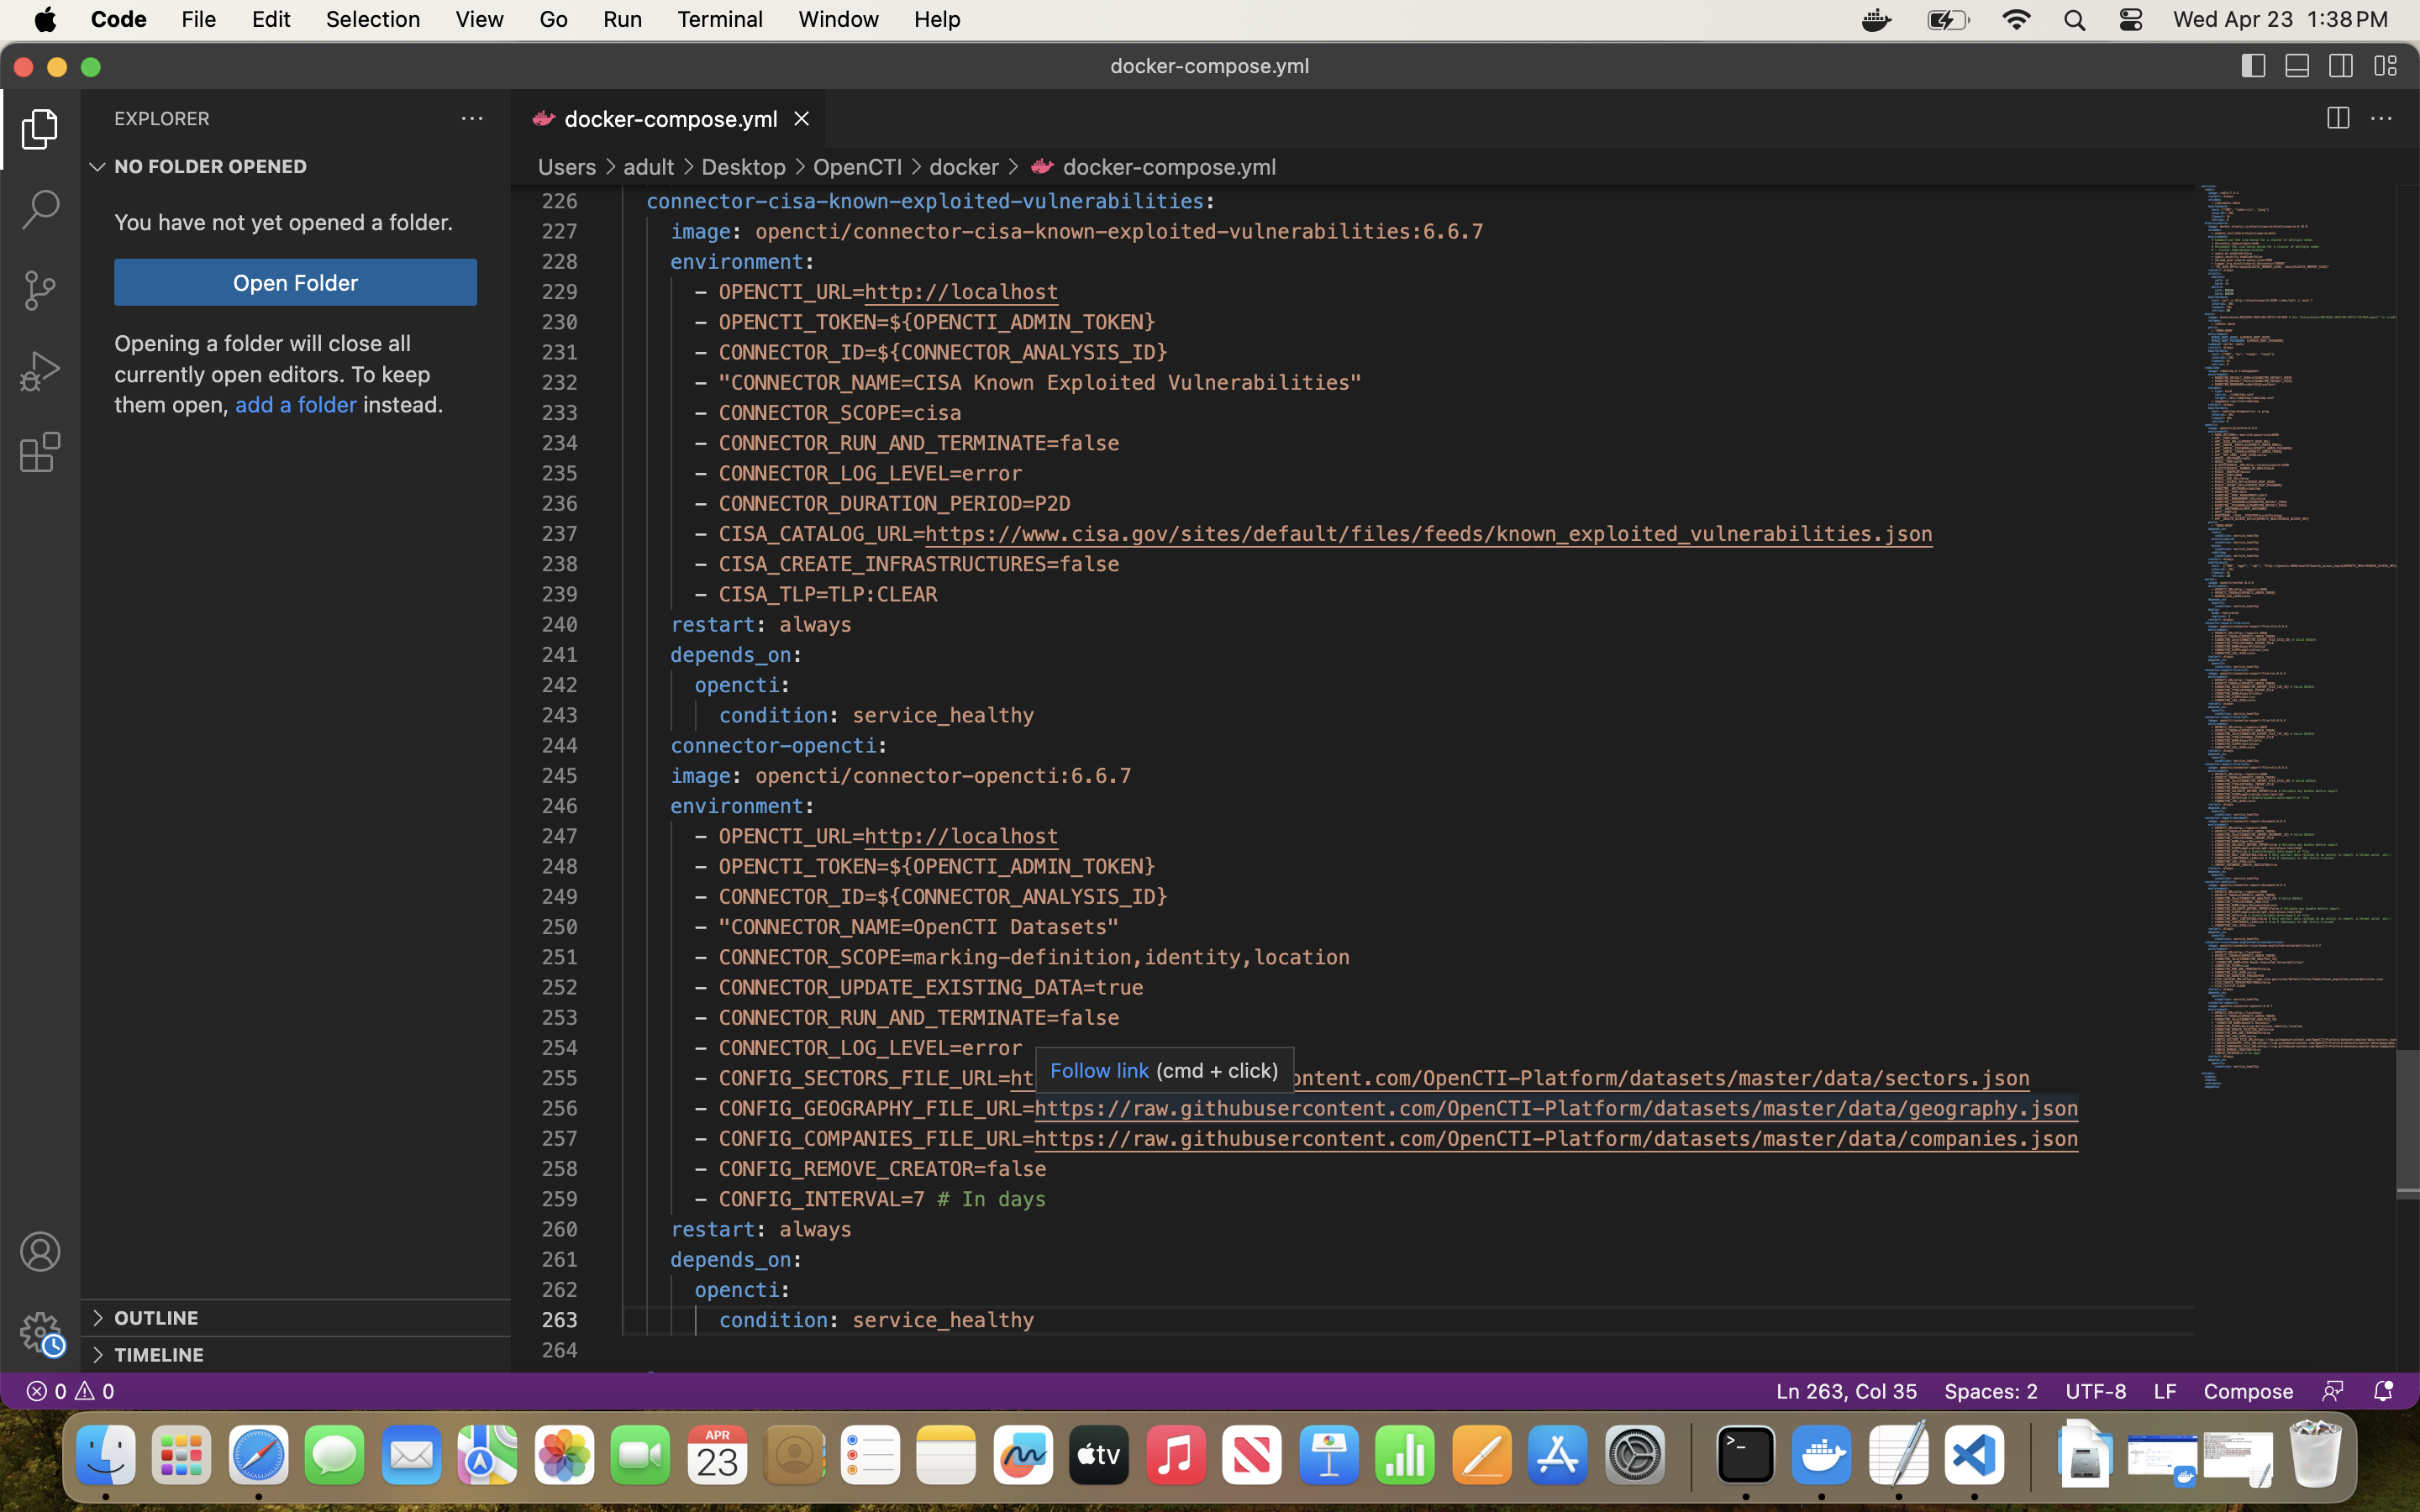 Code File Edit Selection View Go Run Terminal Window Help Wed Apr 23 1:38 PM
docker-compose.yml
EXPLORER
docker-compose.yml
NO FOLDER OPENED
Users > adult > Desktop > OpenCTI > docker > docker-compose.yml
You have not yet opened a folder.
Open Folder
Opening a folder will close all
currently open editors. To keep
them open, add a folder instead.
226 connector-cisa-known-exploited-vulnerabilities:
227 image: opencti/connector-cisa-known-exploited-vulnerabilities:6.6.7
228 environment:
229 - OPENCTI_URL=http://localhost
230 - OPENCTI_TOKEN=${OPENCTI_ADMIN_TOKEN}
231 - CONNECTOR_ID=${CONNECTOR_ANALYSIS_ID}
232 - "CONNECTOR_NAME=CISA Known Exploited Vulnerabilities"
233 - CONNECTOR_SCOPE=cisa
234 - CONNECTOR_RUN_AND_TERMINATE=false
235 - CONNECTOR_LOG_LEVEL=error
236 - CONNECTOR_DURATION_PERIOD=P2D
237 - CISA_CATALOG_URL=https://www.cisa.gov/sites/default/files/feeds/known_exploited_vulnerabilities.json
238 - CISA_CREATE_INFRASTRUCTURES=false
239 - CISA_TLP=TLP:CLEAR
240 restart: always
241 depends_on:
242 opencti:
243 condition: service_healthy
244 connector-opencti:
245 image: opencti/connector-opencti:6.6.7
246 environment:
247 - OPENCTI_URL=http://localhost
248 - OPENCTI_TOKEN=${OPENCTI_ADMIN_TOKEN}
249 - CONNECTOR_ID=${CONNECTOR_ANALYSIS_ID}
250 - "CONNECTOR_NAME=OpenCTI Datasets"
251 - CONNECTOR_SCOPE=marking-definition,identity,location
252 - CONNECTOR_UPDATE_EXISTING_DATA=true
253 - CONNECTOR_RUN_AND_TERMINATE=false
254 - CONNECTOR_LOG_LEVEL=error
Follow link (cmd + click)
255 - CONFIG_SECTORS_FILE_URL=ht ontent.com/OpenCTI-Platform/datasets/master/data/sectors.json
256 - CONFIG_GEOGRAPHY_FILE_URL=https://raw.githubusercontent.com/OpenCTI-Platform/datasets/master/data/geography.json
257 - CONFIG_COMPANIES_FILE_URL=https://raw.githubusercontent.com/OpenCTI-Platform/datasets/master/data/companies.json
258 - CONFIG_REMOVE_CREATOR=false
259 - CONFIG_INTERVAL=7 # In days
260 restart: always
261 depends_on:
262 opencti:
263 condition: service_healthy
264
OUTLINE
TIMELINE
0 0 Ln 263, Col 35 Spaces: 2 UTF-8 LF Compose
APR
23
tv